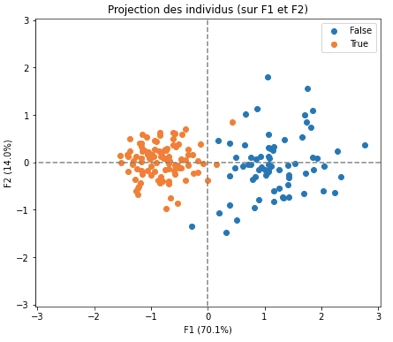 Projection des individus (sur F1 et F2)
False
True
3
2
1
0
−1
−2
−3
F2 (14.0%)
−3 −2 −1 0 1 2 3
F1 (70.1%)